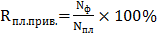 Rпл.прив. = Nф/Nпл × 100%